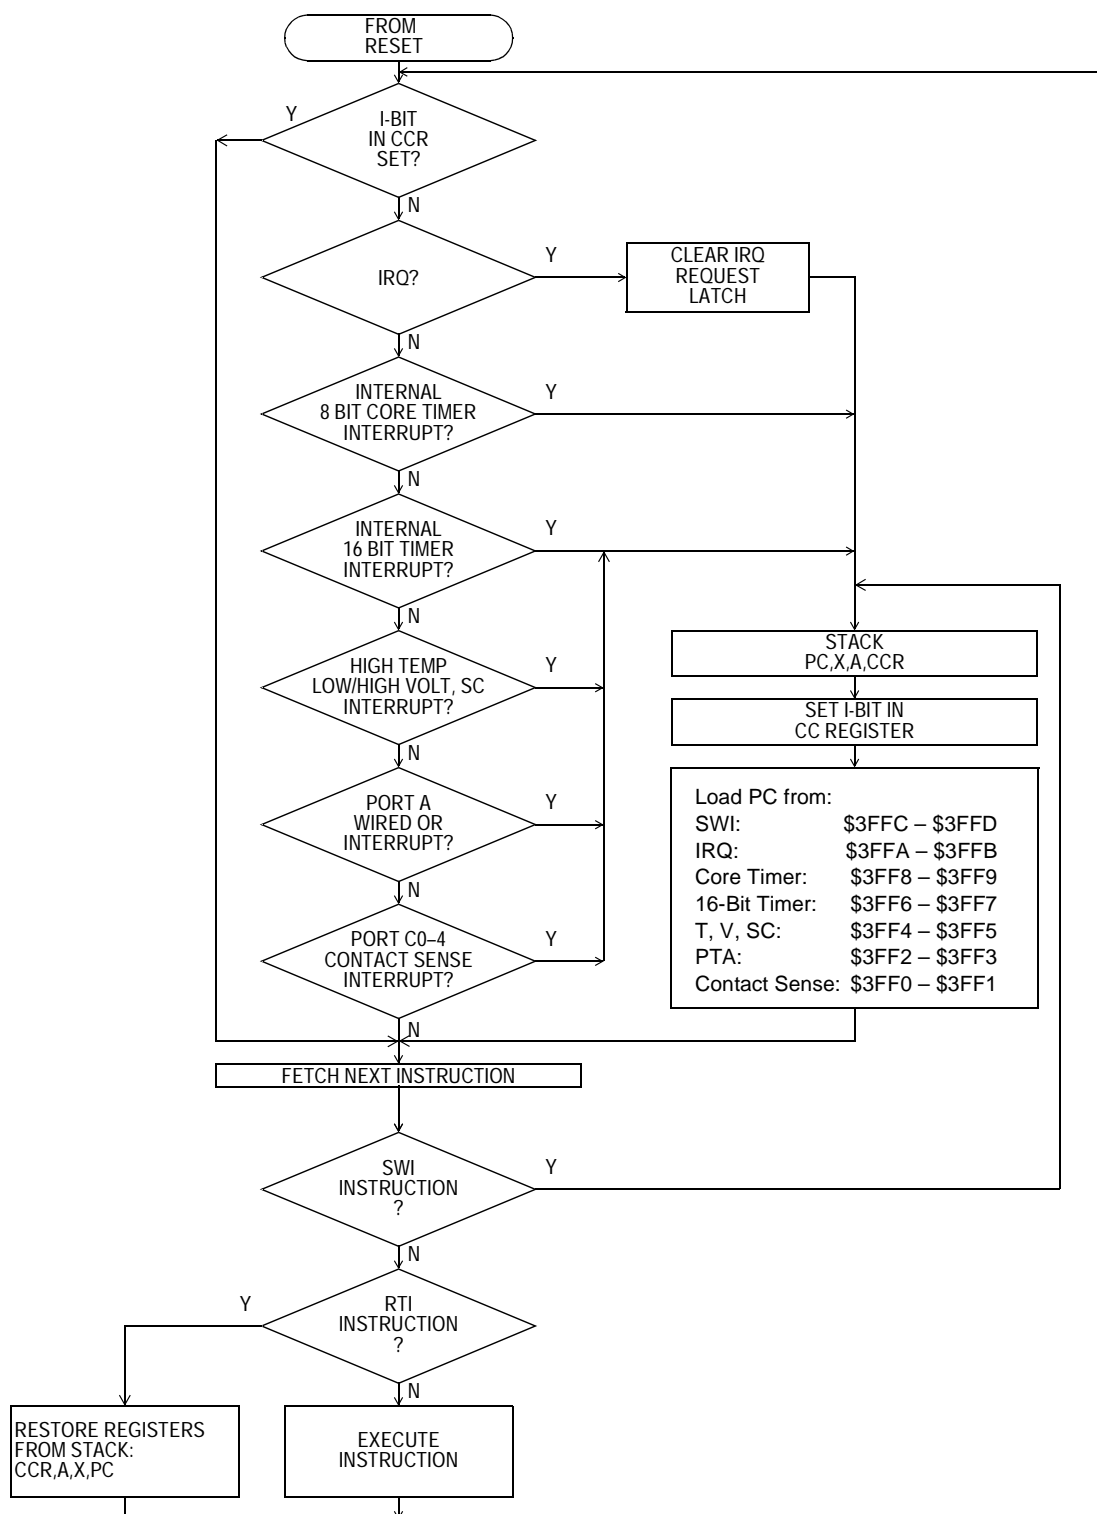 FROM
RESET
Y
I-BIT
IN CCR
SET?
N
IRQ?
Y
CLEAR IRQ
REQUEST
LATCH
N
INTERNAL
8 BIT CORE TIMER
INTERRUPT?
Y
N
INTERNAL
16 BIT TIMER
INTERRUPT?
Y
N
HIGH TEMP
LOW/HIGH VOLT, SC
INTERRUPT?
Y
STACK
PC,X,A,CCR
SET I-BIT IN
CC REGISTER
N
PORT A
WIRED OR
INTERRUPT?
Y
Load PC from:
SWI: $3FFC – $3FFD
IRQ: $3FFA – $3FFB
Core Timer: $3FF8 – $3FF9
16-Bit Timer: $3FF6 – $3FF7
T, V, SC: $3FF4 – $3FF5
PTA: $3FF2 – $3FF3
Contact Sense: $3FF0 – $3FF1
N
PORT C0–4
CONTACT SENSE
INTERRUPT?
Y
N
FETCH NEXT INSTRUCTION
SWI
INSTRUCTION
?
Y
N
Y
RTI
INSTRUCTION
?
N
RESTORE REGISTERS
FROM STACK:
CCR,A,X,PC
EXECUTE
INSTRUCTION